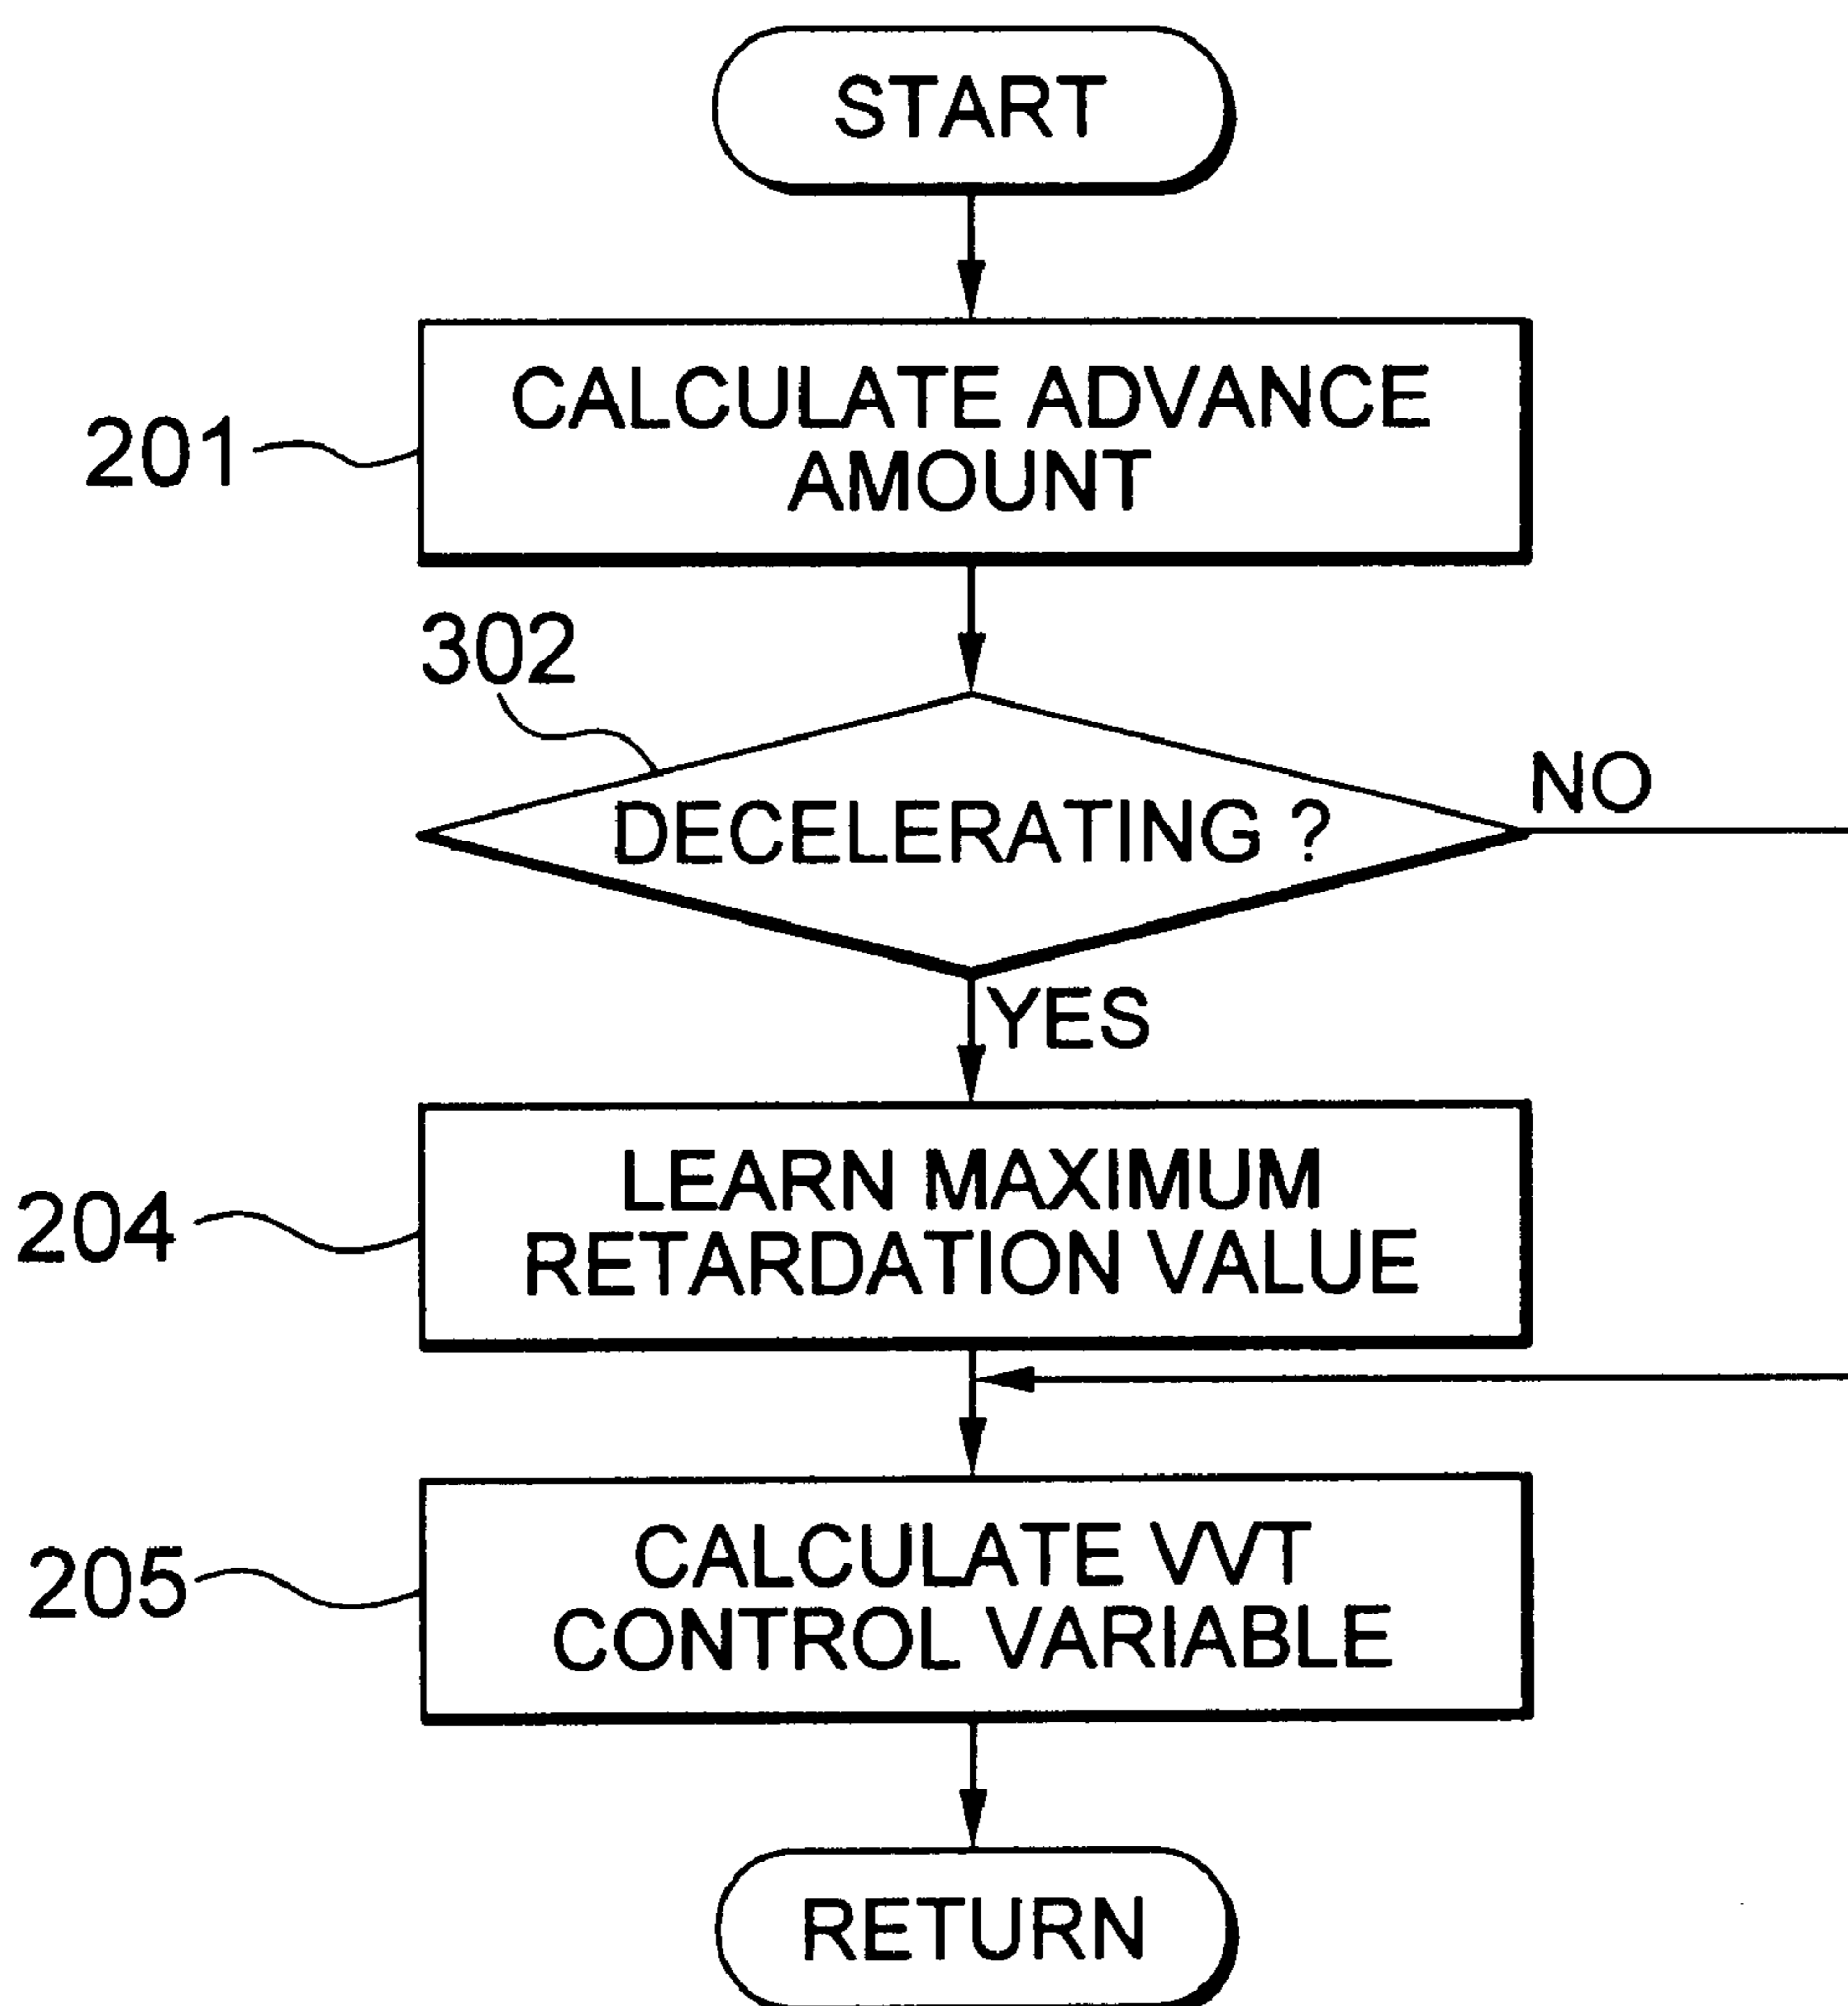 START
CALCULATE ADVANCE
AMOUNT
201
302
DECELERATING ?
NO
YES
LEARN MAXIMUM
RETARDATION VALUE
204
CALCULATE VVT
CONTROL VARIABLE
205
RETURN